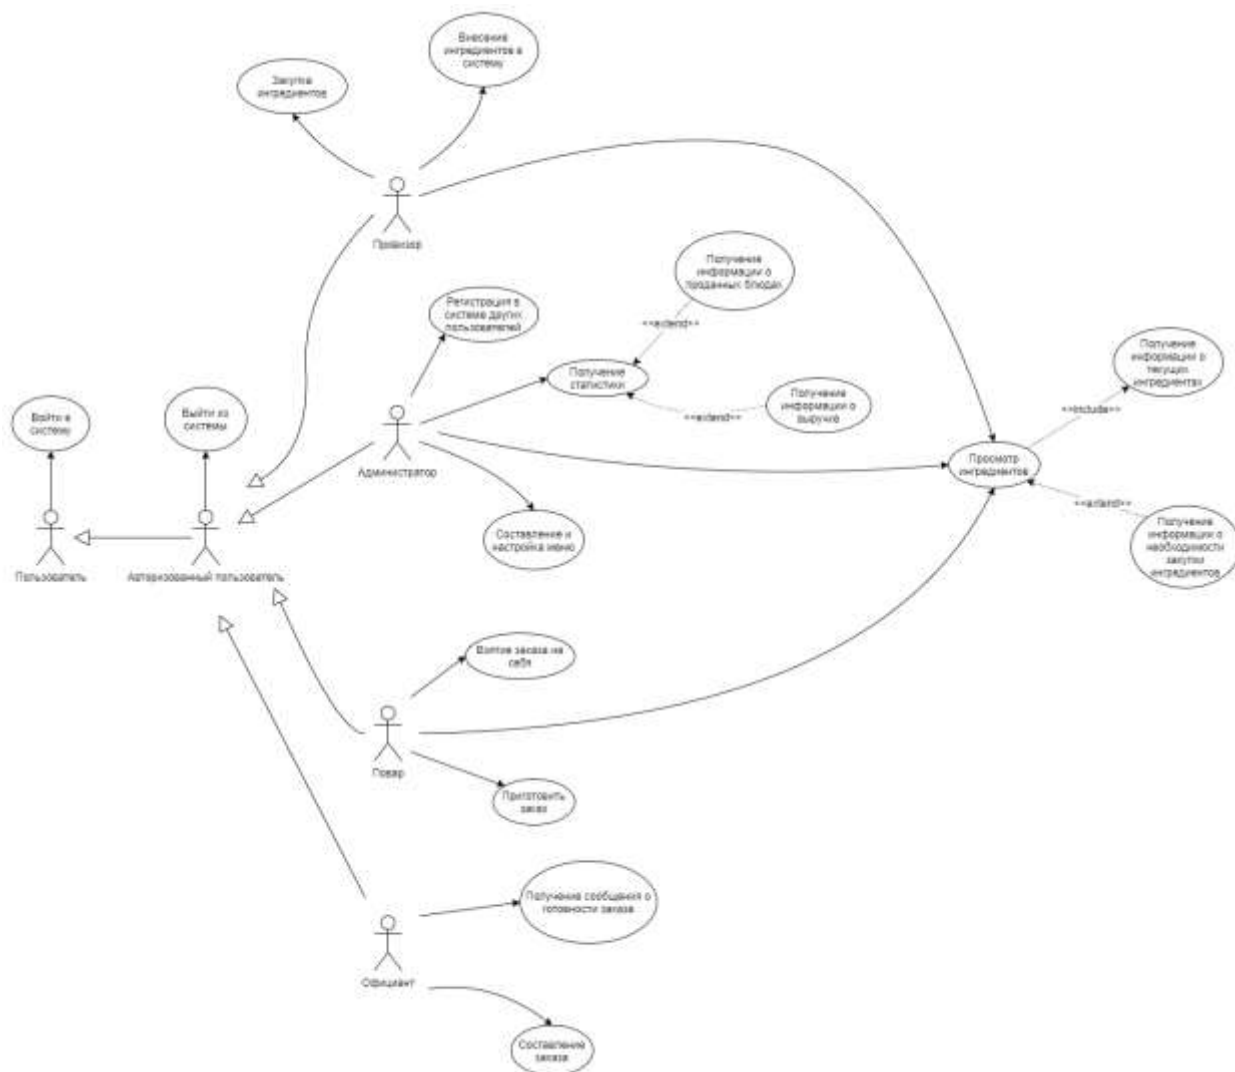 Внесение
ингредиентов в
систему
Закупка
ингредиентов
Провизор
Получение
информации о
проданных блюдах
Регистрация в
системе других
пользователей
<<extend>>
Получение
информации о
текущих
ингредиентах
Получение
статистики
Получение
информации о
выручке
<<extend>>
<<include>>
Войти в
систему
Выйти из
системы
Администратор
Просмотр
ингредиентов
<<extend>>
Составление и
настройка меню
Получение
информации о
необходимости
закупки
ингредиентов
Пользователь
Авторизованный пользователь
Взятие заказа на
себя
Повар
Приготовить
заказ
Получение сообщения о
готовности заказа
Официант
Составление
заказа